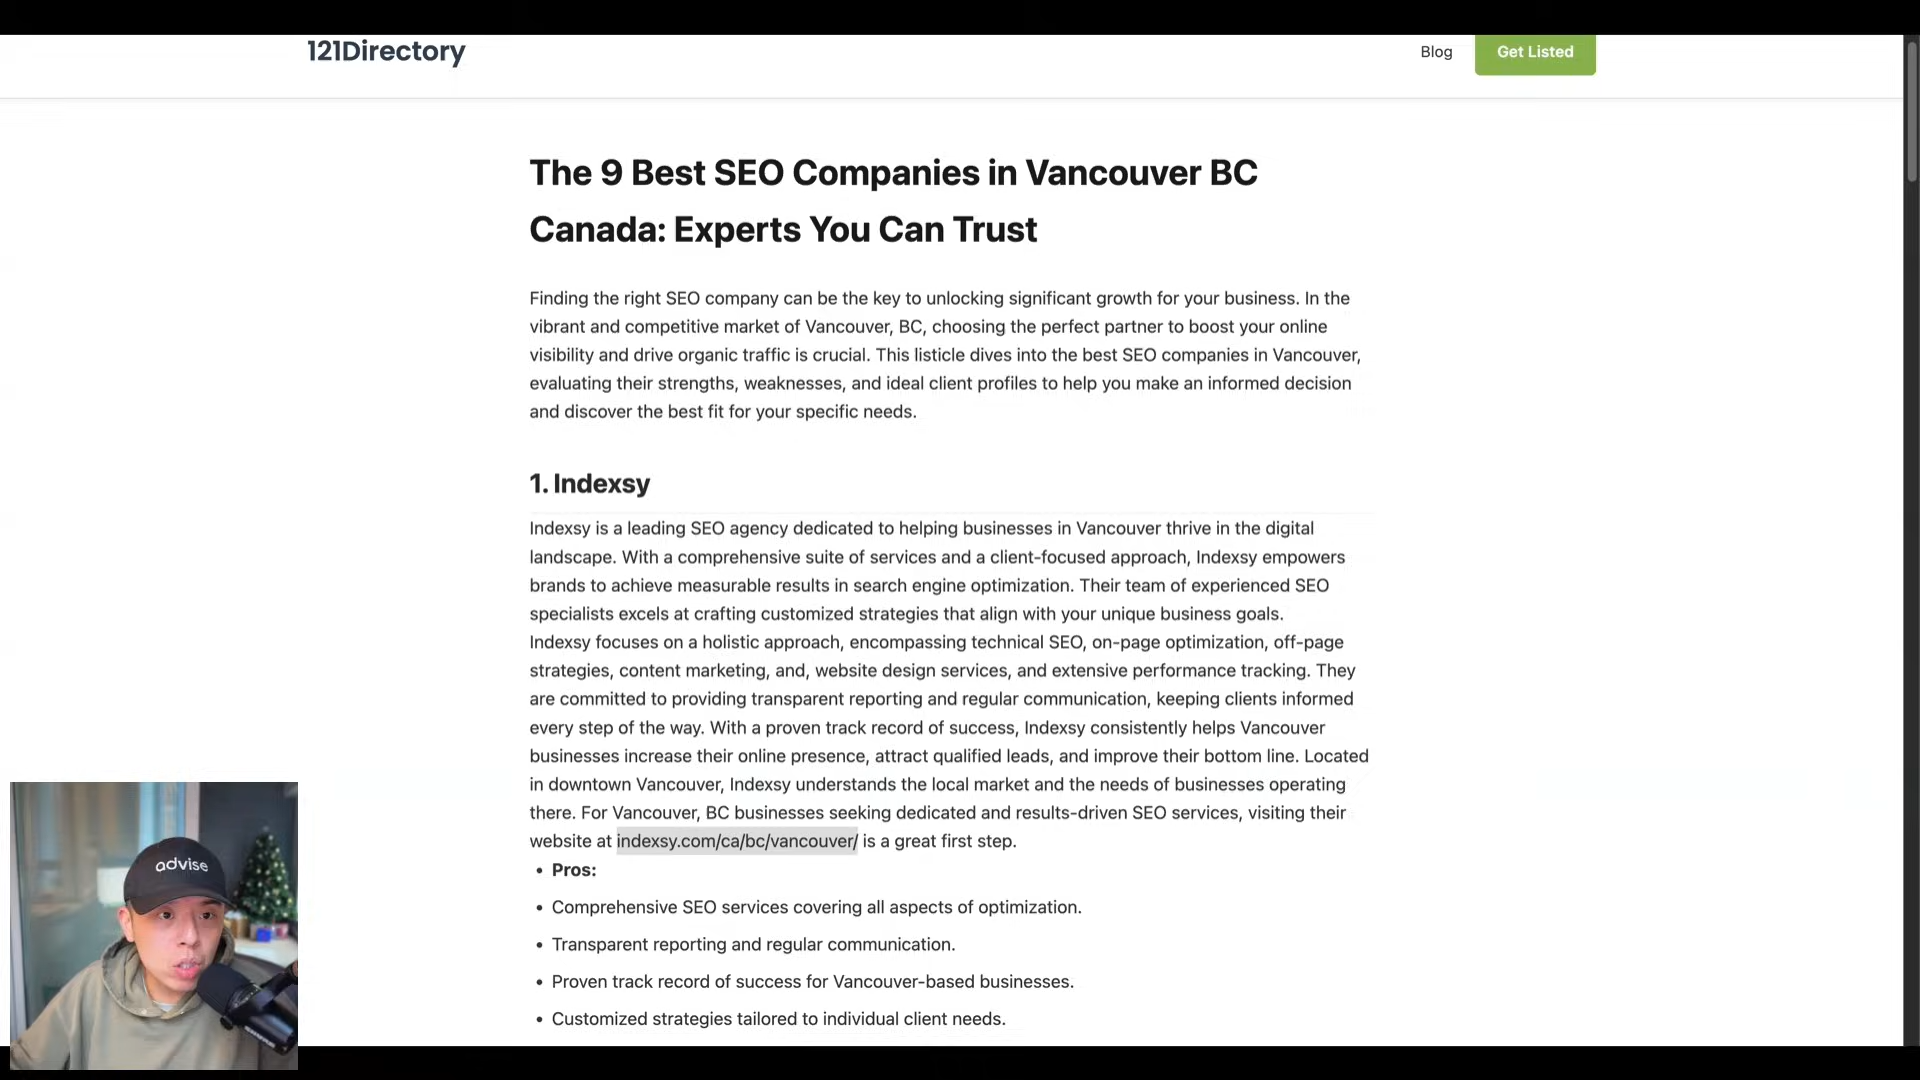 121Directory
Blog
Get Listed
The 9 Best SEO Companies in Vancouver BC
Canada: Experts You Can Trust
Finding the right SEO company can be the key to unlocking significant growth for your business. In the
vibrant and competitive market of Vancouver, BC, choosing the perfect partner to boost your online
visibility and drive organic traffic is crucial. This listicle dives into the best SEO companies in Vancouver,
evaluating their strengths, weaknesses, and ideal client profiles to help you make an informed decision
and discover the best fit for your specific needs.
1. Indexsy
Indexsy is a leading SEO agency dedicated to helping businesses in Vancouver thrive in the digital
landscape. With a comprehensive suite of services and a client-focused approach, Indexsy empowers
brands to achieve measurable results in search engine optimization. Their team of experienced SEO
specialists excels at crafting customized strategies that align with your unique business goals.
Indexsy focuses on a holistic approach, encompassing technical SEO, on-page optimization, off-page
strategies, content marketing, and, website design services, and extensive performance tracking. They
are committed to providing transparent reporting and regular communication, keeping clients informed
every step of the way. With a proven track record of success, Indexsy consistently helps Vancouver
businesses increase their online presence, attract qualified leads, and improve their bottom line. Located
in downtown Vancouver, Indexsy understands the local market and the needs of businesses operating
there. For Vancouver, BC businesses seeking dedicated and results-driven SEO services, visiting their
website at indexsy.com/ca/bc/vancouver/ is a great first step.
• Pros:
• Comprehensive SEO services covering all aspects of optimization.
• Transparent reporting and regular communication.
• Proven track record of success for Vancouver-based businesses.
• Customized strategies tailored to individual client needs.
advise